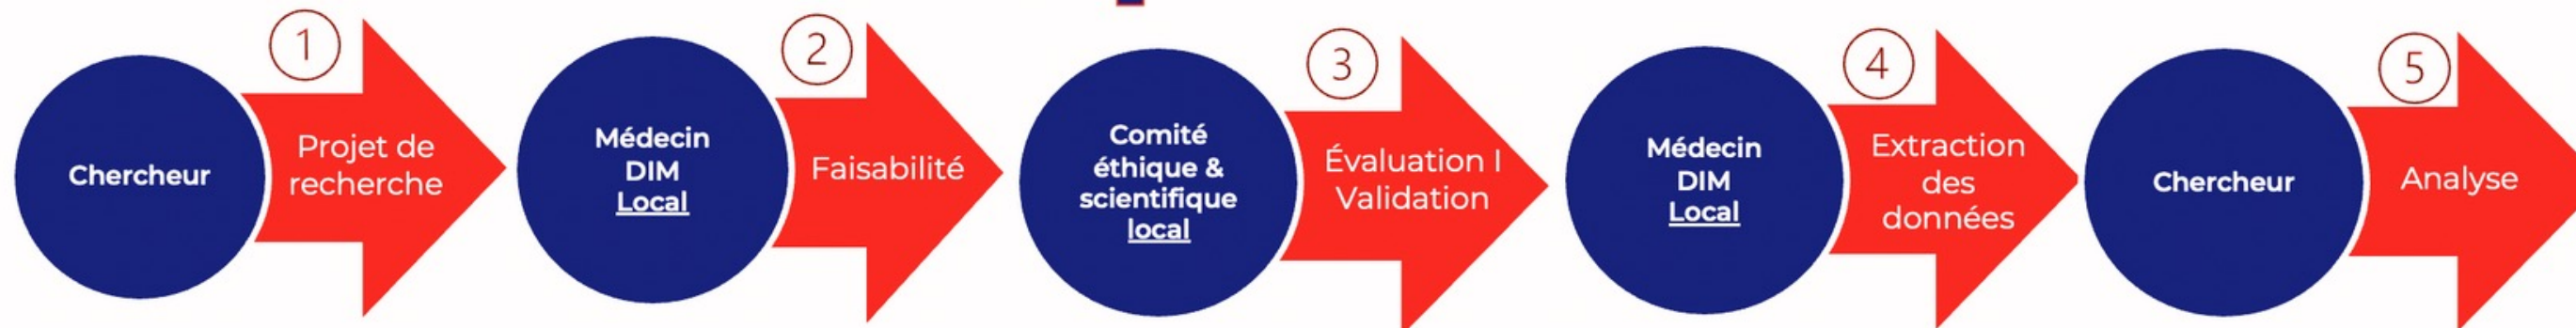 1
Chercheur
Projet de
recherche
2
Médecin
DIM
Local
Faisabilité
3
Comité
éthique &
scientifique
local
Évaluation I
Validation
4
Médecin
DIM
Local
Extraction
des
données
5
Chercheur
Analyse